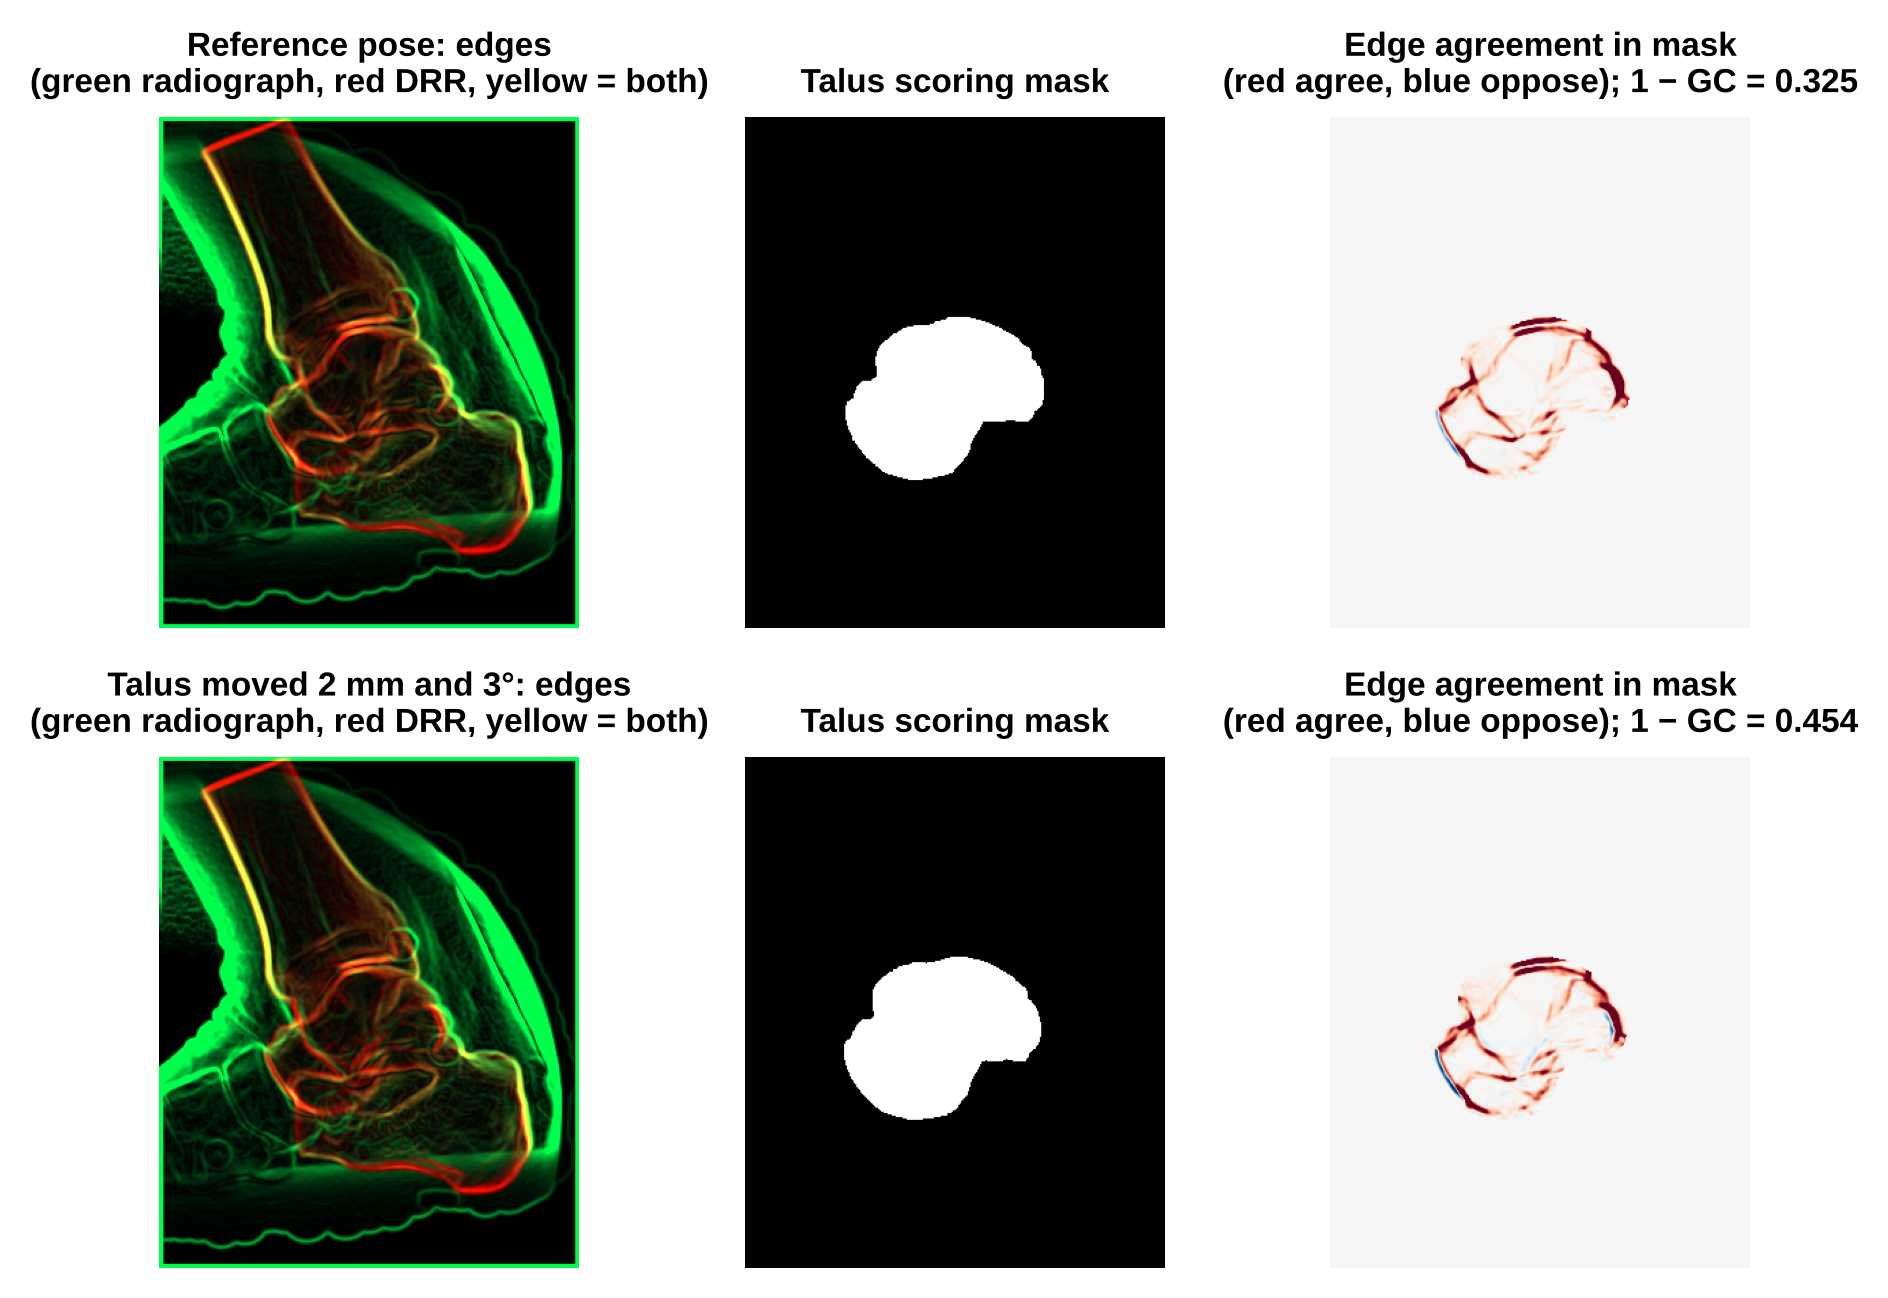 Reference pose: edges
(green radiograph, red DRR, yellow = both)
Talus scoring mask
Edge agreement in mask
(red agree, blue oppose); 1 − GC = 0.325
Talus moved 2 mm and 3°: edges
(green radiograph, red DRR, yellow = both)
Talus scoring mask
Edge agreement in mask
(red agree, blue oppose); 1 − GC = 0.454